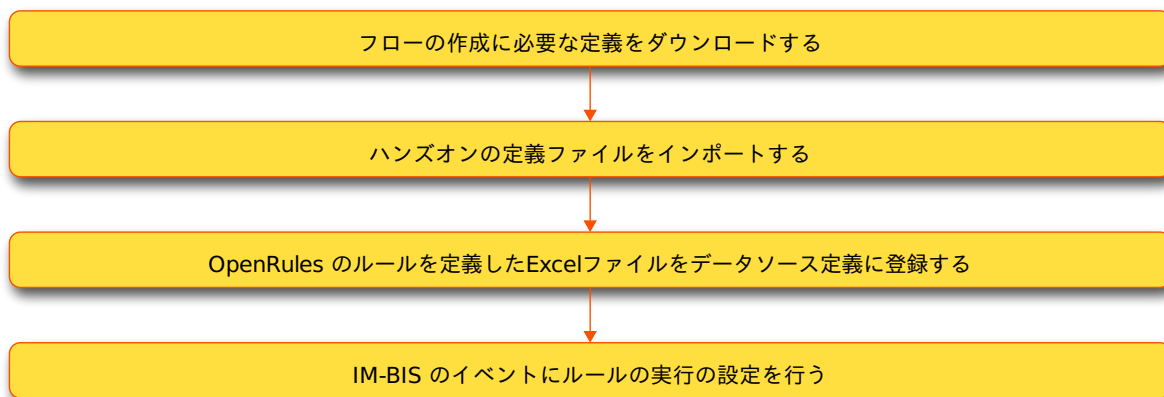 フローの作成に必要な定義をダウンロードする
ハンズオンの定義ファイルをインポートする
OpenRules のルールを定義したExcelファイルをデータソース定義に登録する
IM-BIS のイベントにルールの実行の設定を行う